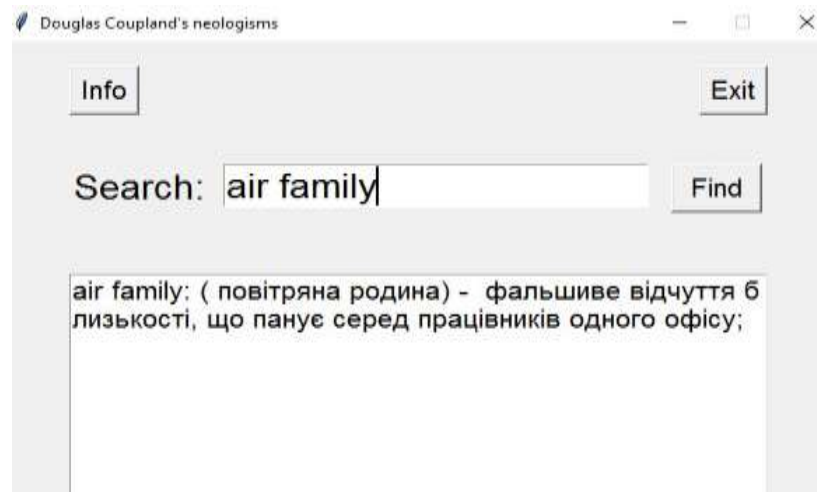 Douglas Coupland's neologisms
Info
Exit
Search: air family Find
air family: ( повітряна родина) - фальшиве відчуття б
лизькості, що панує серед працівників одного офісу;